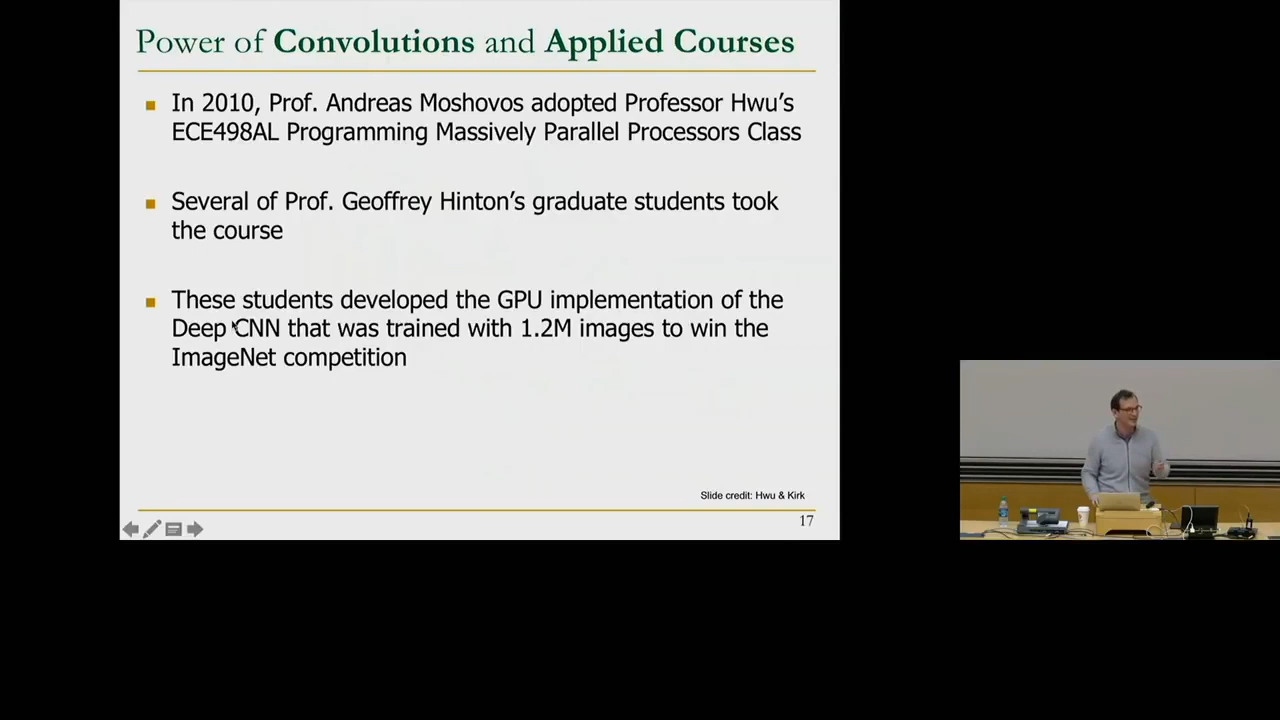 Power of Convolutions and Applied Courses
In 2010, Prof. Andreas Moshovos adopted Professor Hwu’s
ECE498AL Programming Massively Parallel Processors Class
Several of Prof. Geoffrey Hinton’s graduate students took
the course
These students developed the GPU implementation of the
Deep CNN that was trained with 1.2M images to win the
ImageNet competition
Slide credit: Hwu & Kirk
17